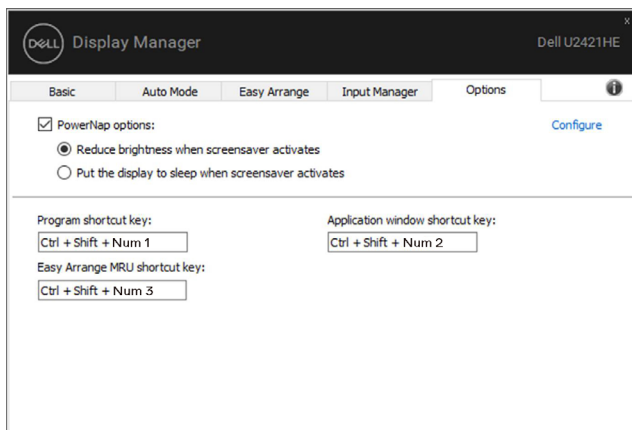 x
DELL Display Manager Dell U2421HE
Basic Auto Mode Easy Arrange Input Manager Options i
PowerNap options: Configure
Reduce brightness when screensaver activates
Put the display to sleep when screensaver activates
Program shortcut key: Application window shortcut key:
Ctrl + Shift + Num 1 Ctrl + Shift + Num 2
Easy Arrange MRU shortcut key:
Ctrl + Shift + Num 3